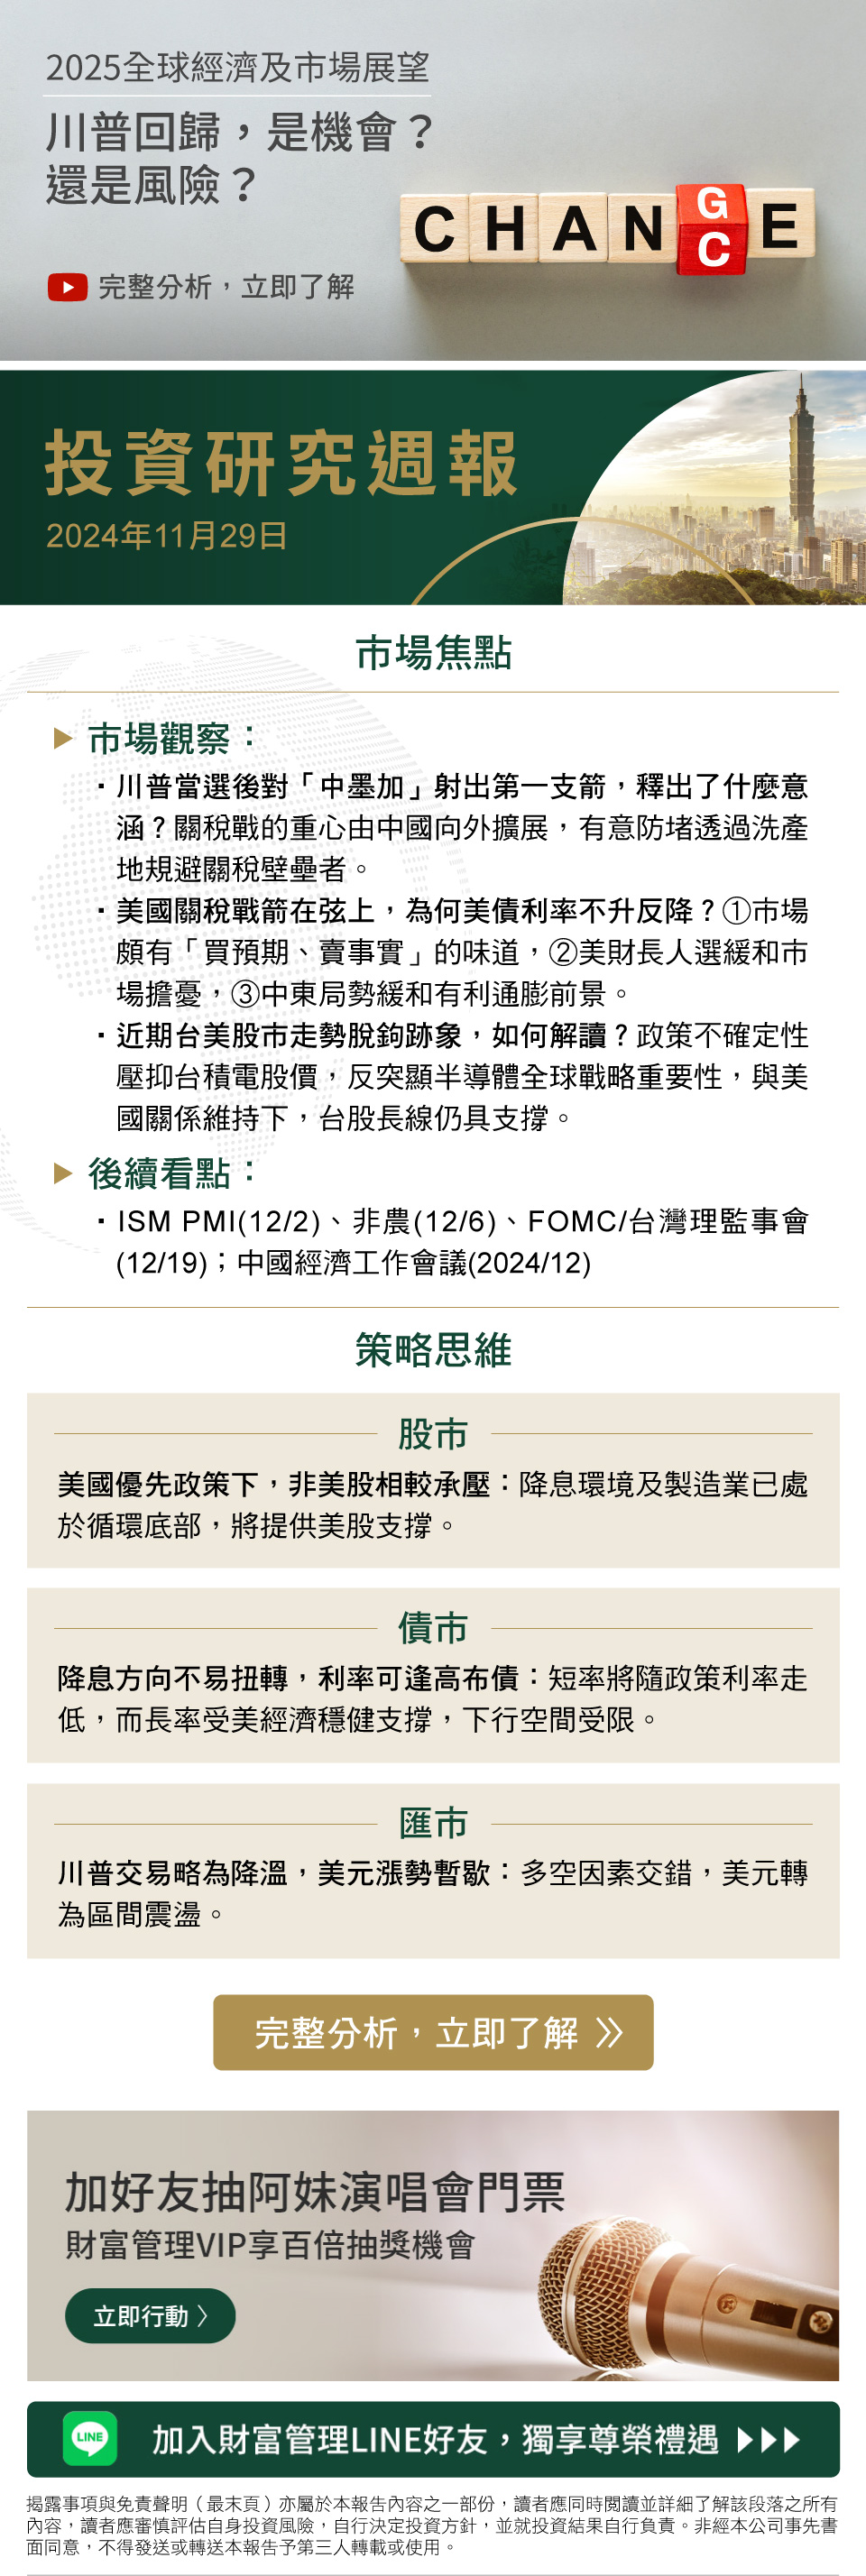 2025全球經濟及市場展望
川普回歸，是機會？
還是風險？
CHANGE
C
完整分析，立即了解
投資研究週報
2024年11月29日
市場焦點
市場觀察：
・川普當選後對「中墨加」射出第一支箭，釋出了什麼意
涵？關稅戰的重心由中國向外擴展，有意防堵透過洗產
地規避關稅壁壘者。
・美國關稅戰箭在弦上，為何美債利率不升反降？①市場
頗有「買預期、賣事實」的味道，②美財長人選緩和市
場擔憂，③中東局勢緩和有利通膨前景。
・近期台美股市走勢脫鉤跡象，如何解讀？政策不確定性
壓抑台積電股價，反突顯半導體全球戰略重要性，與美
國關係維持下，台股長線仍具支撐。
後續看點：
・ISM PMI(12/2)、非農(12/6)、FOMC/台灣理監事會
(12/19)；中國經濟工作會議(2024/12)
策略思維
股市
美國優先政策下，非美股相較承壓：降息環境及製造業已處
於循環底部，將提供美股支撐。
債市
降息方向不易扭轉，利率可逢高布債：短率將隨政策利率走
低，而長率受美經濟穩健支撐，下行空間受限。
匯市
川普交易略為降溫，美元漲勢暫歇：多空因素交錯，美元轉
為區間震盪。
完整分析，立即了解
加好友抽阿妹演唱會門票
財富管理VIP享百倍抽獎機會
立即行動
LINE
加入財富管理LINE好友，獨享尊榮禮遇
揭露事項與免責聲明（最末頁）亦屬於本報告內容之一部份，讀者應同時閱讀並詳細了解該段落之所有
內容，讀者應審慎評估自身投資風險，自行決定投資方針，並就投資結果自行負責。非經本公司事先書
面同意，不得發送或轉送本報告予第三人轉載或使用。